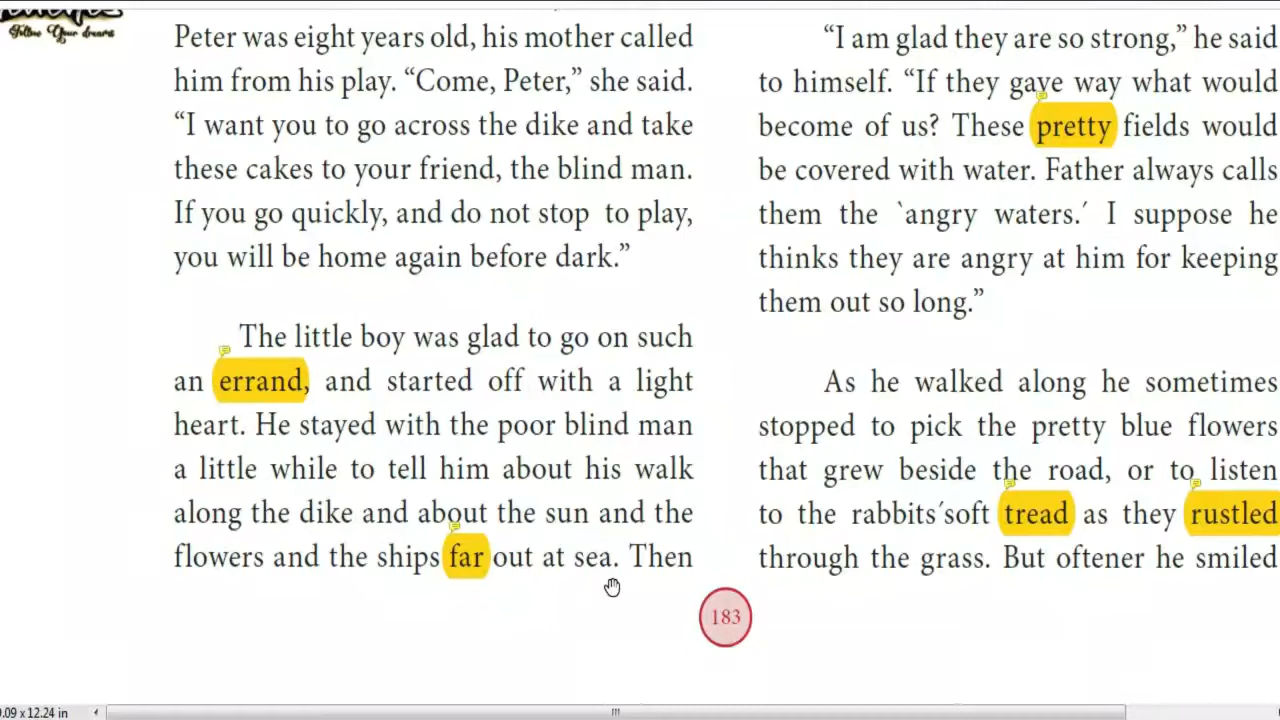 Follow Your dreams
Peter was eight years old, his mother called
him from his play. “Come, Peter,” she said.
“I want you to go across the dike and take
these cakes to your friend, the blind man.
If you go quickly, and do not stop to play,
you will be home again before dark.”
The little boy was glad to go on such
an errand, and started off with a light
heart. He stayed with the poor blind man
a little while to tell him about his walk
along the dike and about the sun and the
flowers and the ships far out at sea. Then
“I am glad they are so strong,” he said
to himself. “If they gave way what would
become of us? These pretty fields would
be covered with water. Father always calls
them the `angry waters.´ I suppose he
thinks they are angry at him for keeping
them out so long.”
As he walked along he sometimes
stopped to pick the pretty blue flowers
that grew beside the road, or to listen
to the rabbits´soft tread as they rustled
through the grass. But oftener he smiled
183
.09 x 12.24 in